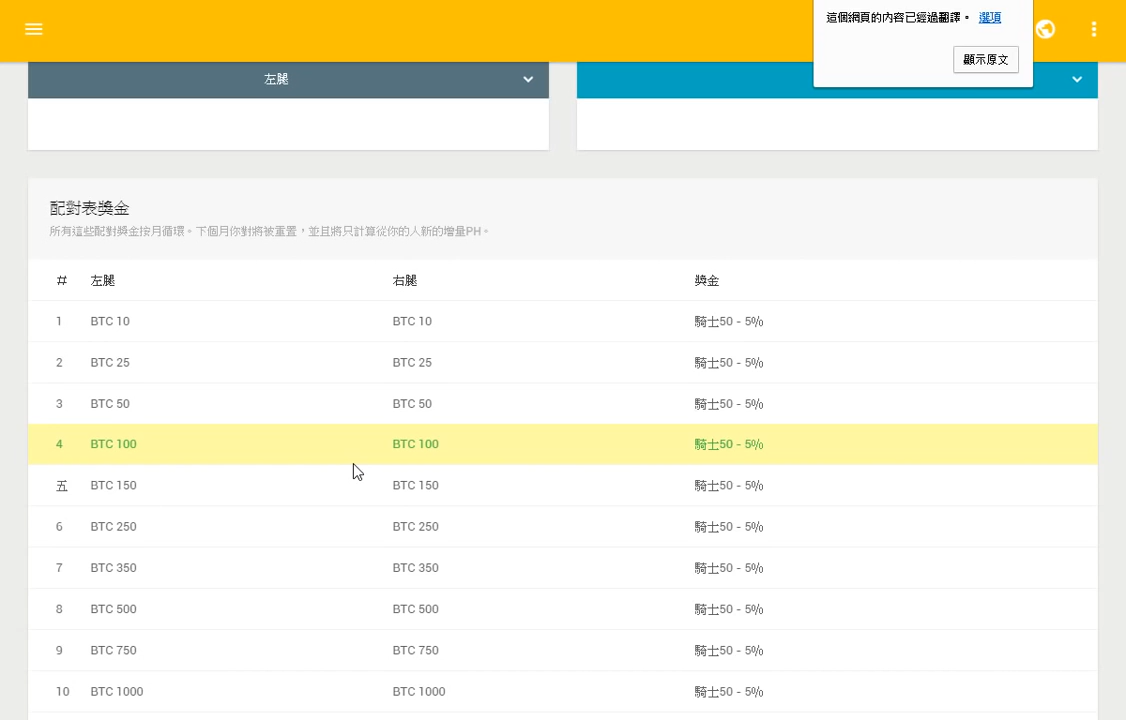 這個網頁的內容已經過翻譯。 選項
顯示原文
左腿
配對表獎金
所有這些配對獎金按月循環。下個月你對將被重置，並且將只計算從你的人新的增量PH。
# 左腿 右腿 獎金
1 BTC 10 BTC 10 騎士50 - 5%
2 BTC 25 BTC 25 騎士50 - 5%
3 BTC 50 BTC 50 騎士50 - 5%
4 BTC 100 BTC 100 騎士50 - 5%
五 BTC 150 BTC 150 騎士50 - 5%
6 BTC 250 BTC 250 騎士50 - 5%
7 BTC 350 BTC 350 騎士50 - 5%
8 BTC 500 BTC 500 騎士50 - 5%
9 BTC 750 BTC 750 騎士50 - 5%
10 BTC 1000 BTC 1000 騎士50 - 5%